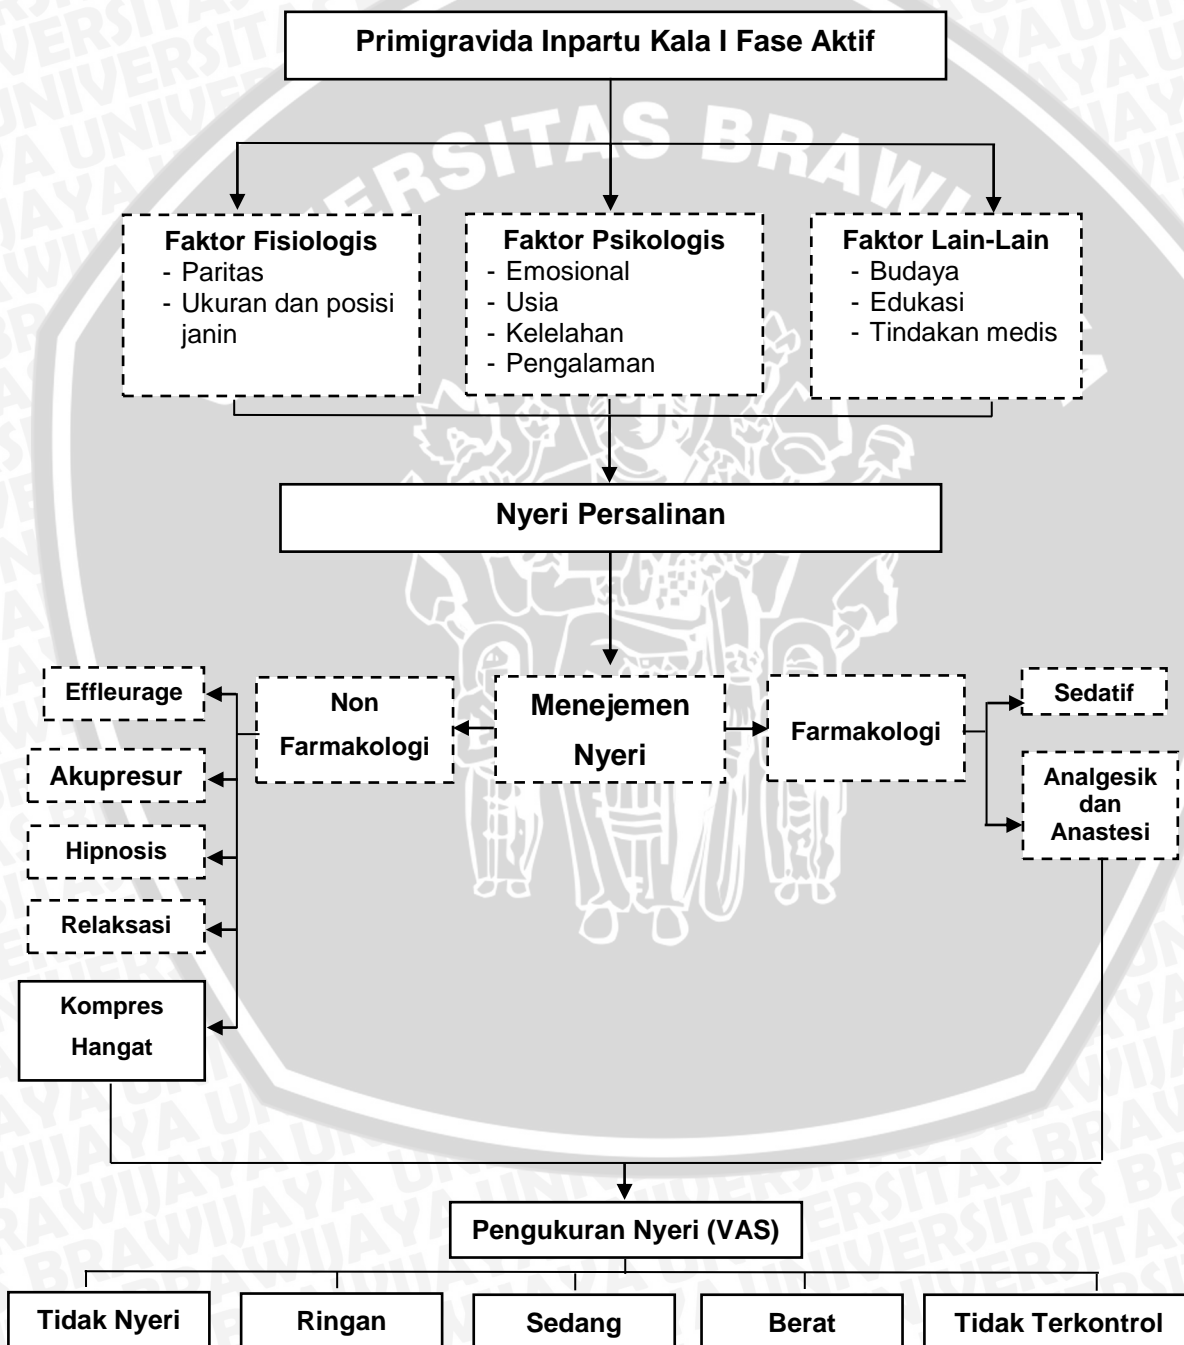 Primigravida Inpartu Kala I Fase Aktif
UNIVERSITAS BRAWIJAYA
Faktor Fisiologis
- Paritas
- Ukuran dan posisi
janin
Faktor Psikologis
- Emosional
- Usia
- Kelelahan
- Pengalaman
Faktor Lain-Lain
- Budaya
- Edukasi
- Tindakan medis
Nyeri Persalinan
Effleurage
Akupresur
Hipnosis
Relaksasi
Kompres
Hangat
Non
Farmakologi
Menejemen
Nyeri
Farmakologi
Sedatif
Analgesik
dan
Anastesi
Pengukuran Nyeri (VAS)
Tidak Nyeri
Ringan
Sedang
Berat
Tidak Terkontrol